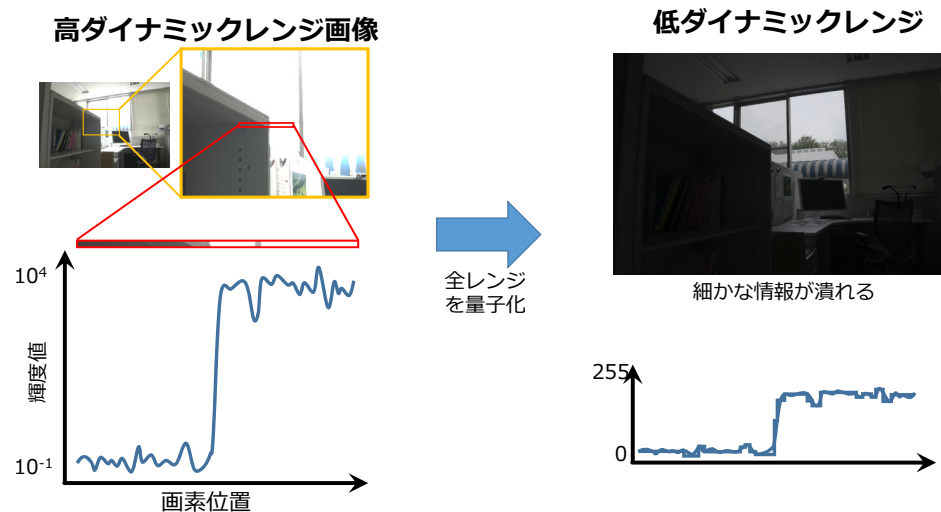 高ダイナミックレンジ画像
低ダイナミックレンジ
全レンジ
を量子化
細かな情報が潰れる
10⁴
輝度値
10⁻¹
画素位置
255
0